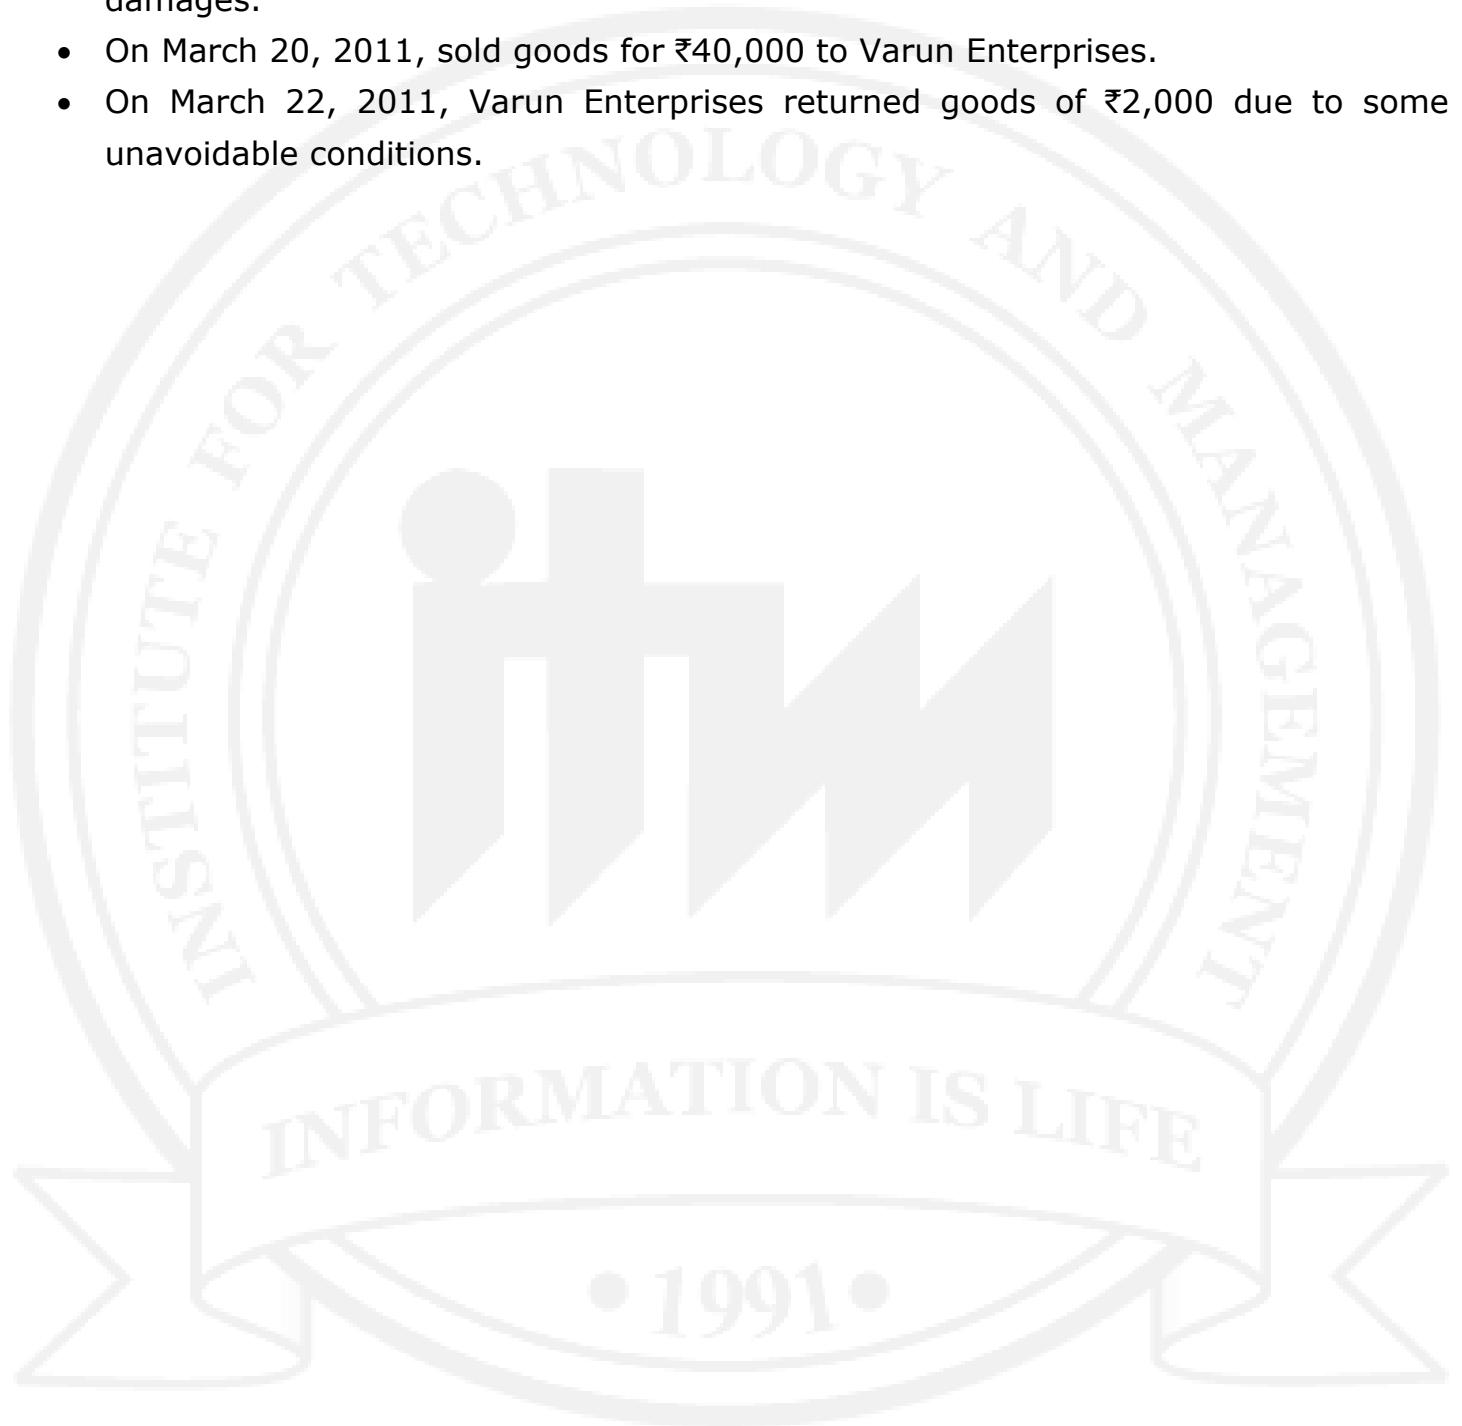 damages.
• On March 20, 2011, sold goods for ₹40,000 to Varun Enterprises.
• On March 22, 2011, Varun Enterprises returned goods of ₹2,000 due to some
unavoidable conditions.
INSTITUTE FOR TECHNOLOGY AND MANAGEMENT
itm
INFORMATION IS LIFE
• 1991 •